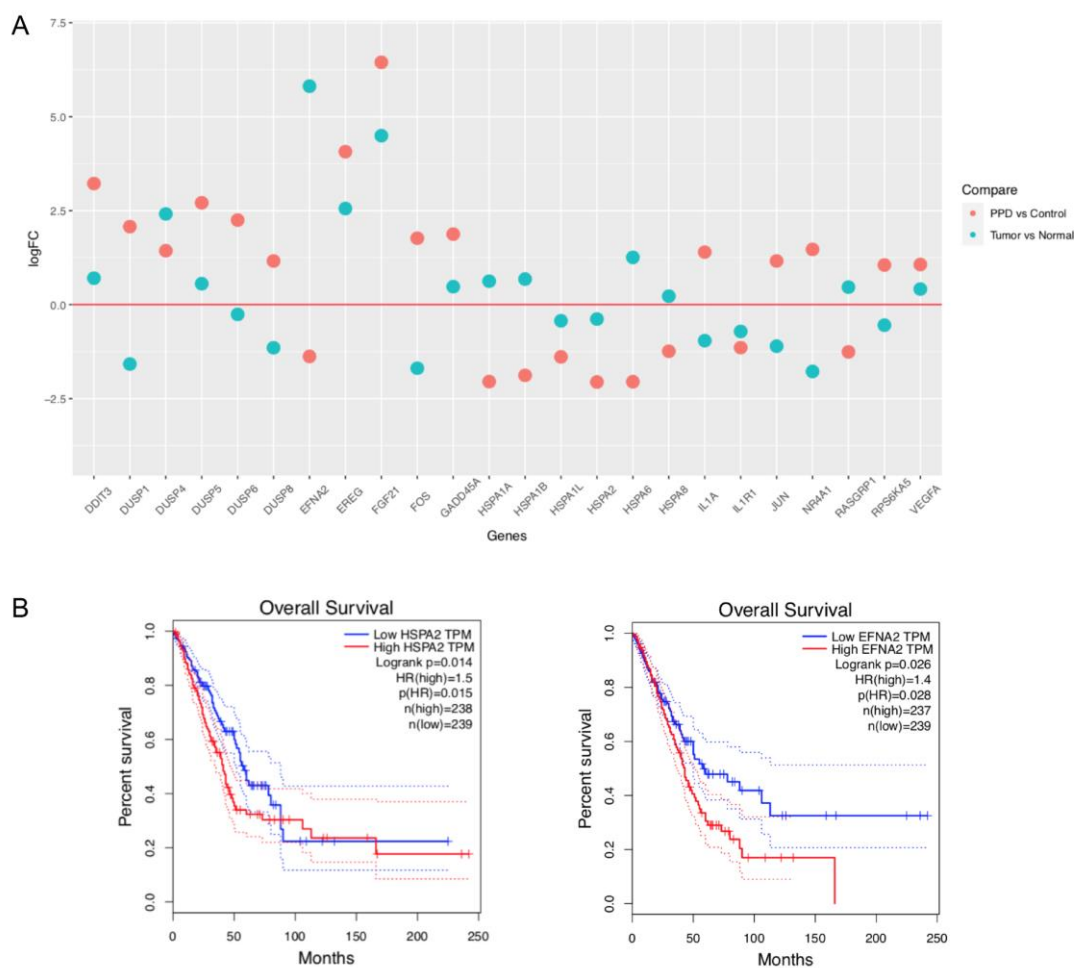 A
7.5
5.0
2.5
0.0
−2.5
logFC
DDIT3
DUSP1
DUSP4
DUSP5
DUSP6
DUSP8
EFNA2
EREG
FGF21
FOS
GADD45A
HSPA1A
HSPA1B
HSPA1L
HSPA2
HSPA6
HSPA8
IL1A
IL1R1
JUN
NR4A1
RASGRP1
RPS6KA5
VEGFA
Genes
Compare
PPD vs Control
Tumor vs Normal
B
Overall Survival
Low HSPA2 TPM
High HSPA2 TPM
Logrank p=0.014
HR(high)=1.5
p(HR)=0.015
n(high)=238
n(low)=239
Percent survival
1.0
0.8
0.6
0.4
0.2
0.0
0 50 100 150 200 250
Months
Overall Survival
Low EFNA2 TPM
High EFNA2 TPM
Logrank p=0.026
HR(high)=1.4
p(HR)=0.028
n(high)=237
n(low)=239
Percent survival
1.0
0.8
0.6
0.4
0.2
0.0
0 50 100 150 200 250
Months